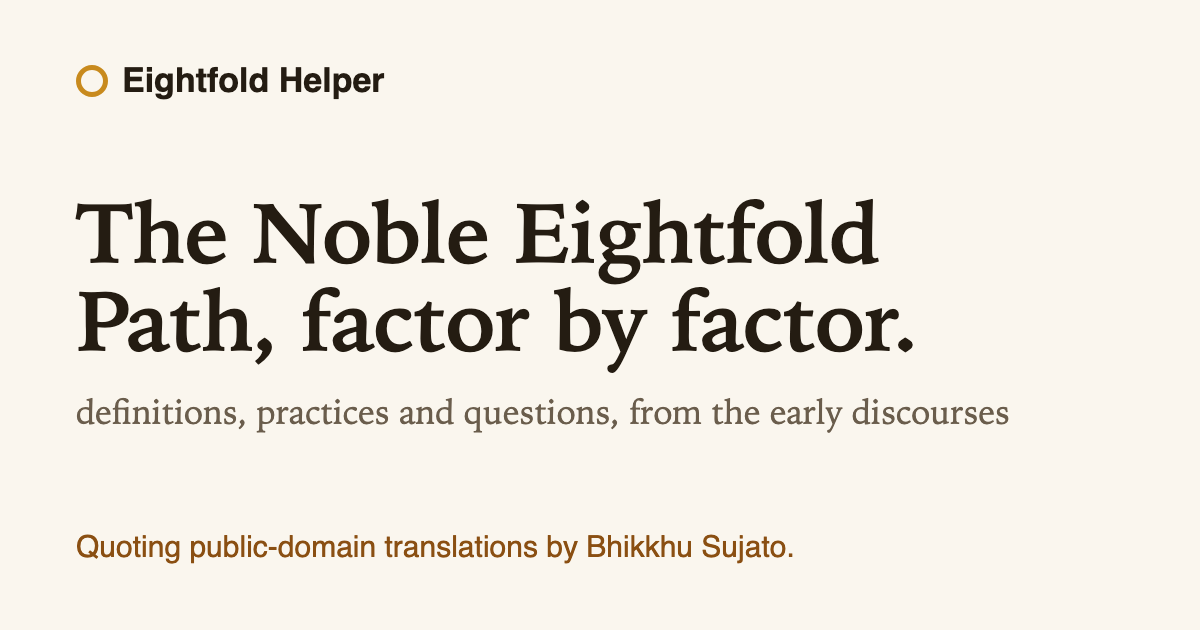 Eightfold Helper
The Noble Eightfold
Path, factor by factor.
definitions, practices and questions, from the early discourses
Quoting public-domain translations by Bhikkhu Sujato.